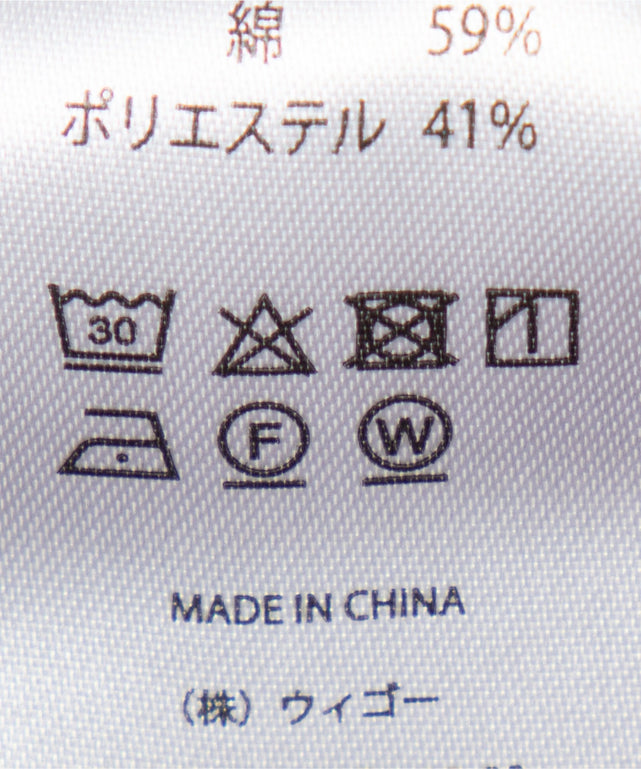 綿 59%
ポリエステル 41%
30
F W
MADE IN CHINA
(株) ウィゴー